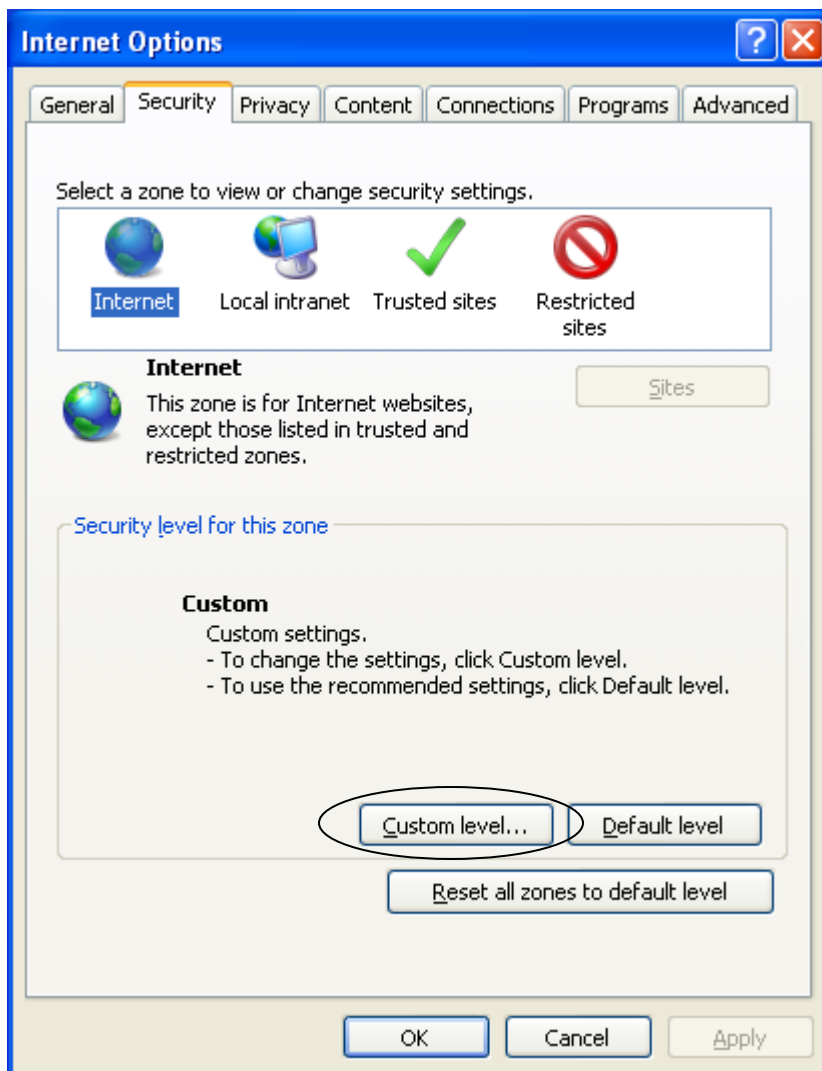 Internet Options
General Security Privacy Content Connections Programs Advanced
Select a zone to view or change security settings.
Internet Local intranet Trusted sites Restricted
sites
Internet
Sites
This zone is for Internet websites,
except those listed in trusted and
restricted zones.
Security level for this zone
Custom
Custom settings.
- To change the settings, click Custom level.
- To use the recommended settings, click Default level.
Custom level... Default level
Reset all zones to default level
OK Cancel Apply